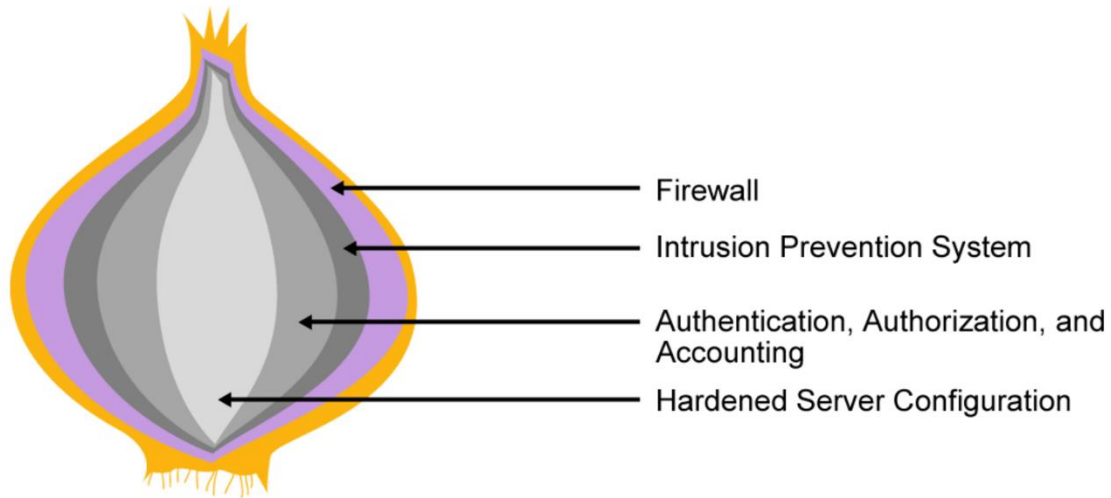 Firewall
Intrusion Prevention System
Authentication, Authorization, and
Accounting
Hardened Server Configuration